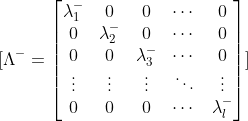 [Λ⁻ = [λ₁⁻ 0 0 ⋯ 0
0 λ₂⁻ 0 ⋯ 0
0 0 λ₃⁻ ⋯ 0
⋮ ⋮ ⋮ ⋱ ⋮
0 0 0 ⋯ λₗ⁻]]